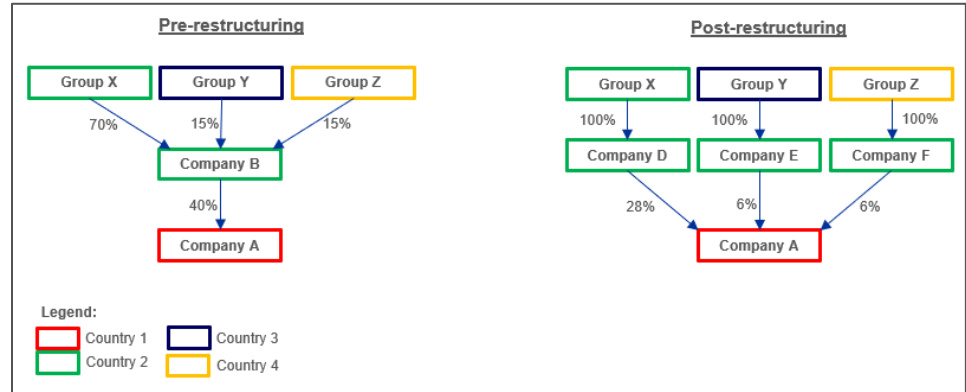 Pre-restructuring
Post-restructuring
Group X Group Y Group Z
Group X Group Y Group Z
70% 15% 15%
100% 100% 100%
Company B
Company D Company E Company F
40%
28% 6% 6%
Company A
Company A
Legend:
Country 1 Country 3
Country 2 Country 4